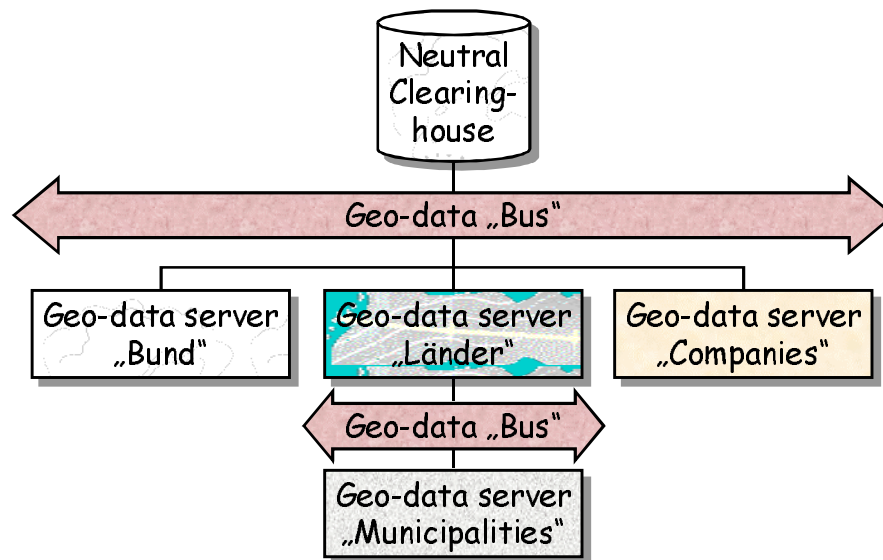 Neutral
Clearing-
house
Geo-data „Bus“
Geo-data server
„Bund“
Geo-data server
„Länder“
Geo-data server
„Companies“
Geo-data „Bus“
Geo-data server
„Municipalities“